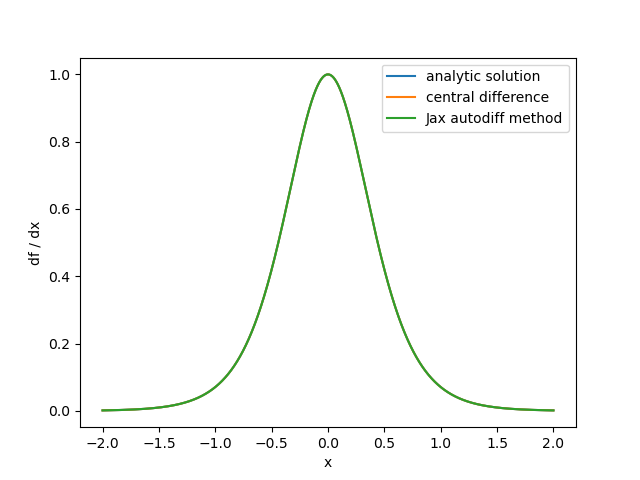 analytic solution
central difference
Jax autodiff method
df / dx
1.0
0.8
0.6
0.4
0.2
0.0
−2.0 −1.5 −1.0 −0.5 0.0 0.5 1.0 1.5 2.0
x